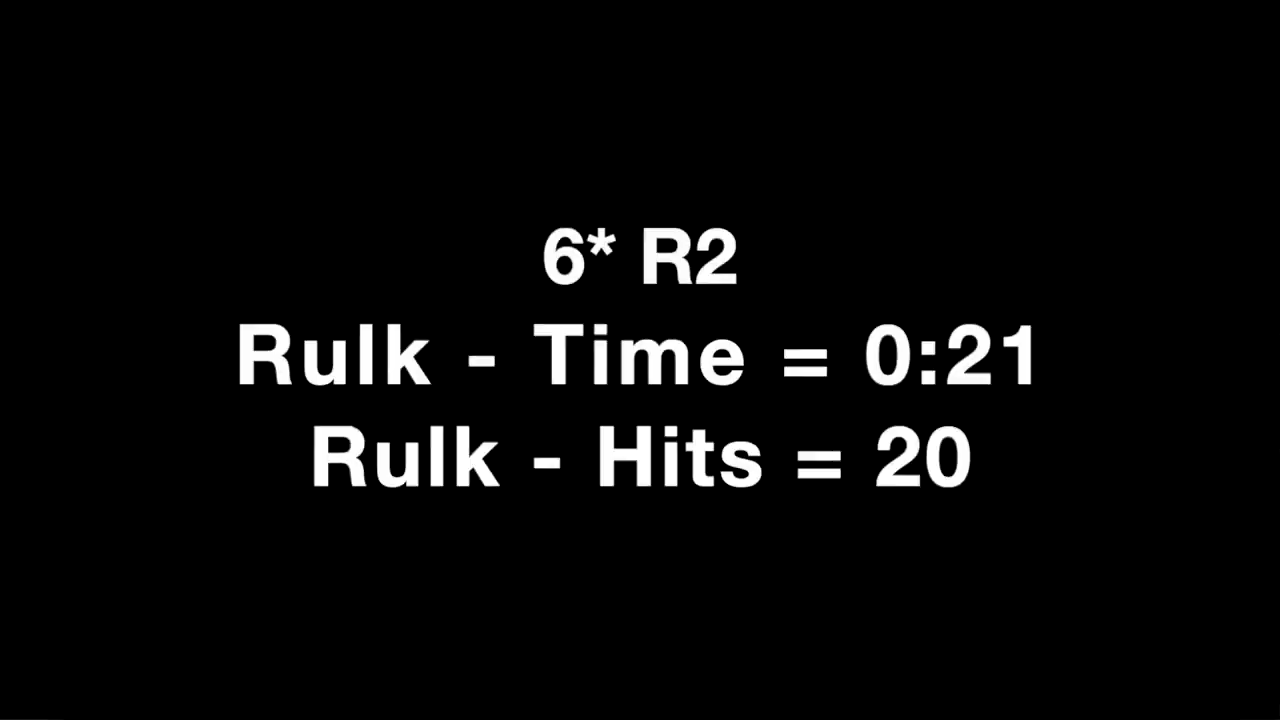 6* R2
Rulk - Time = 0:21
Rulk - Hits = 20